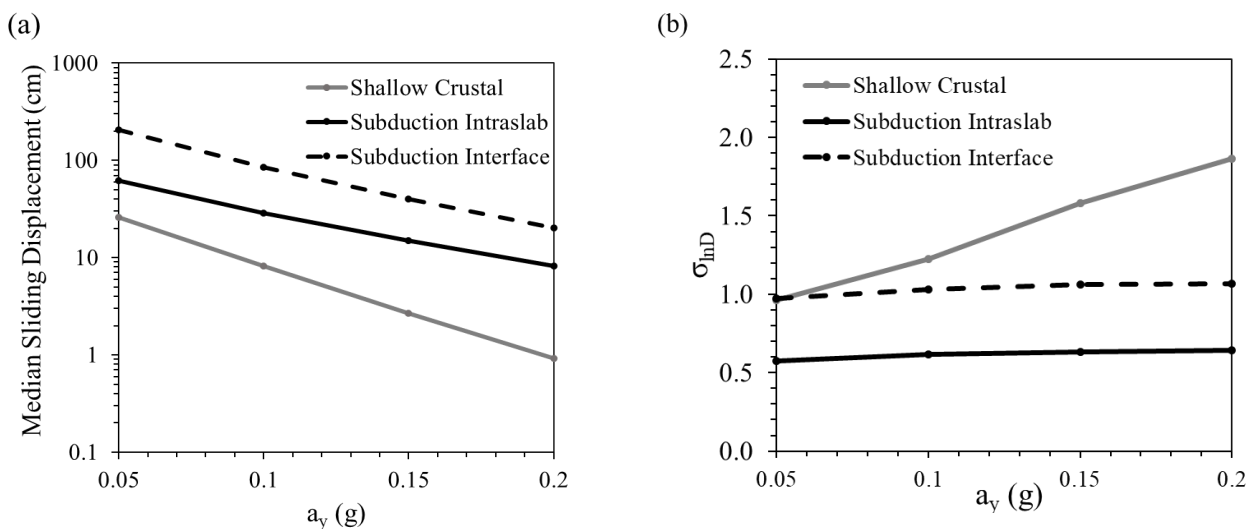 (a)
Median Sliding Displacement (cm)
1000
100
10
1
0.1
Shallow Crustal
Subduction Intraslab
Subduction Interface
0.05
0.1
0.15
0.2
a_y (g)
(b)
σ_lnD
2.5
2.0
1.5
1.0
0.5
0.0
Shallow Crustal
Subduction Intraslab
Subduction Interface
0.05
0.1
0.15
0.2
a_y (g)